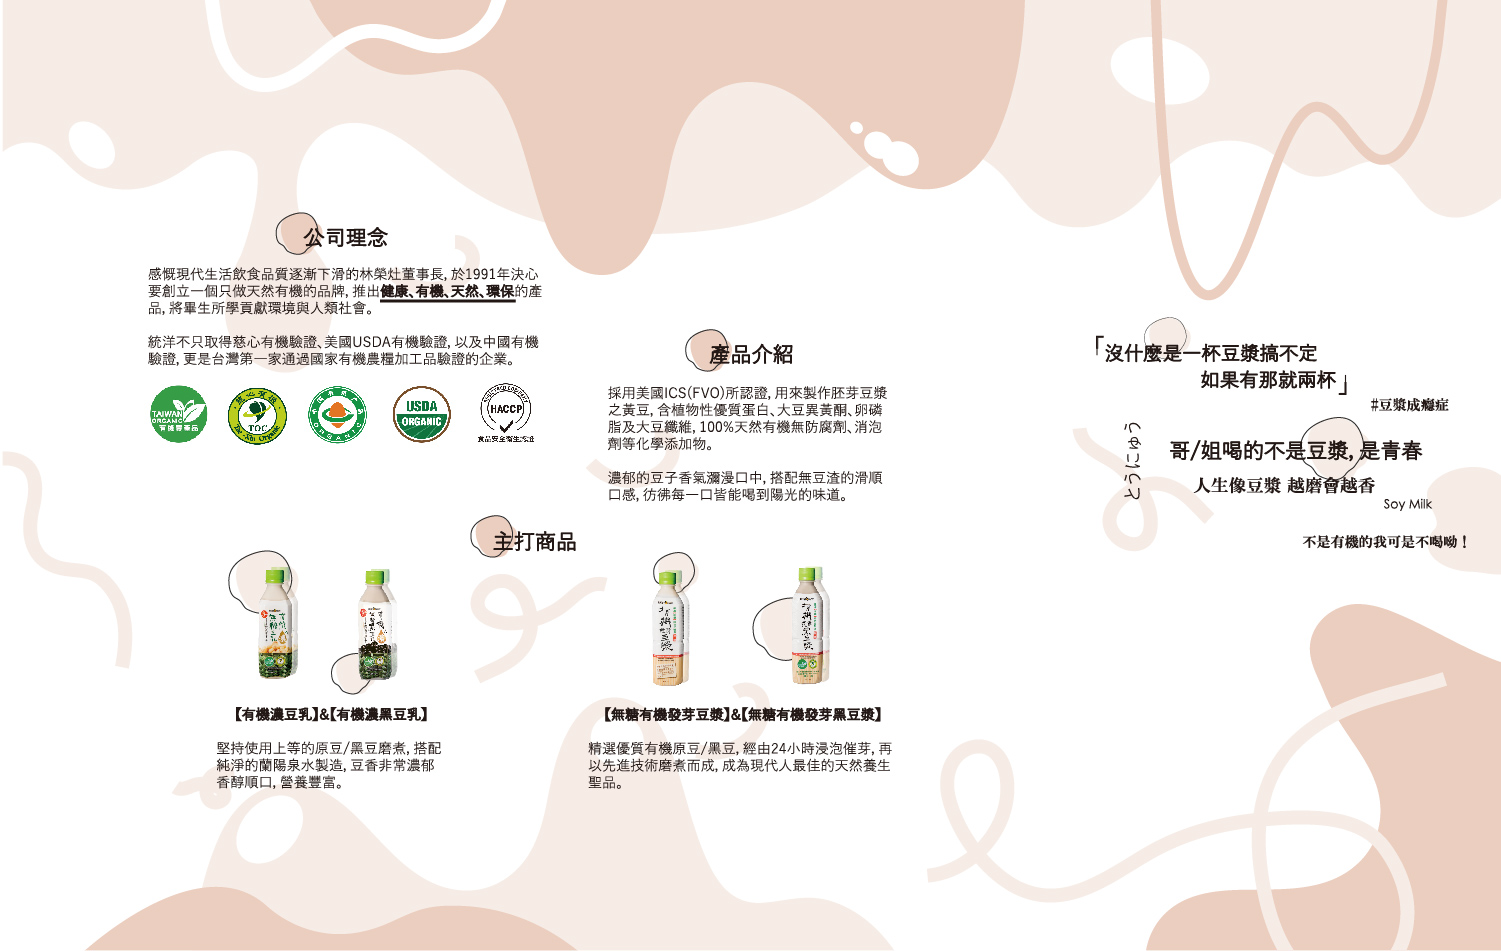 公司理念
感慨現代生活飲食品質逐漸下滑的林榮灶董事長, 於1991年決心
要創立一個只做天然有機的品牌, 推出健康、有機、天然、環保的產
品, 將畢生所學貢獻環境與人類社會。
統洋不只取得慈心有機驗證、美國USDA有機驗證, 以及中國有機
驗證, 更是台灣第一家通過國家有機農糧加工品驗證的企業。
TAIWAN
ORGANIC
有機農產品
慈心有機
TOC
Tse-Xin Organic
中国有机产品
ORGANIC
USDA
ORGANIC
HACCP
食品安全衛生認證
產品介紹
採用美國ICS(FVO)所認證, 用來製作胚芽豆漿
之黃豆, 含植物性優質蛋白、大豆異黃酮、卵磷
脂及大豆纖維, 100%天然有機無防腐劑、消泡
劑等化學添加物。
濃郁的豆子香氣瀰漫口中, 搭配無豆渣的滑順
口感, 彷彿每一口皆能喝到陽光的味道。
主打商品
【有機濃豆乳】&【有機濃黑豆乳】
堅持使用上等的原豆/黑豆磨煮, 搭配
純淨的蘭陽泉水製造, 豆香非常濃郁
香醇順口, 營養豐富。
【無糖有機發芽豆漿】&【無糖有機發芽黑豆漿】
精選優質有機原豆/黑豆, 經由24小時浸泡催芽, 再
以先進技術磨煮而成, 成為現代人最佳的天然養生
聖品。
「沒什麼是一杯豆漿搞不定
如果有那就兩杯」
#豆漿成癮症
とうにゅう
哥/姐喝的不是豆漿, 是青春
人生像豆漿 越磨會越香
Soy Milk
不是有機的我可是不喝呦！